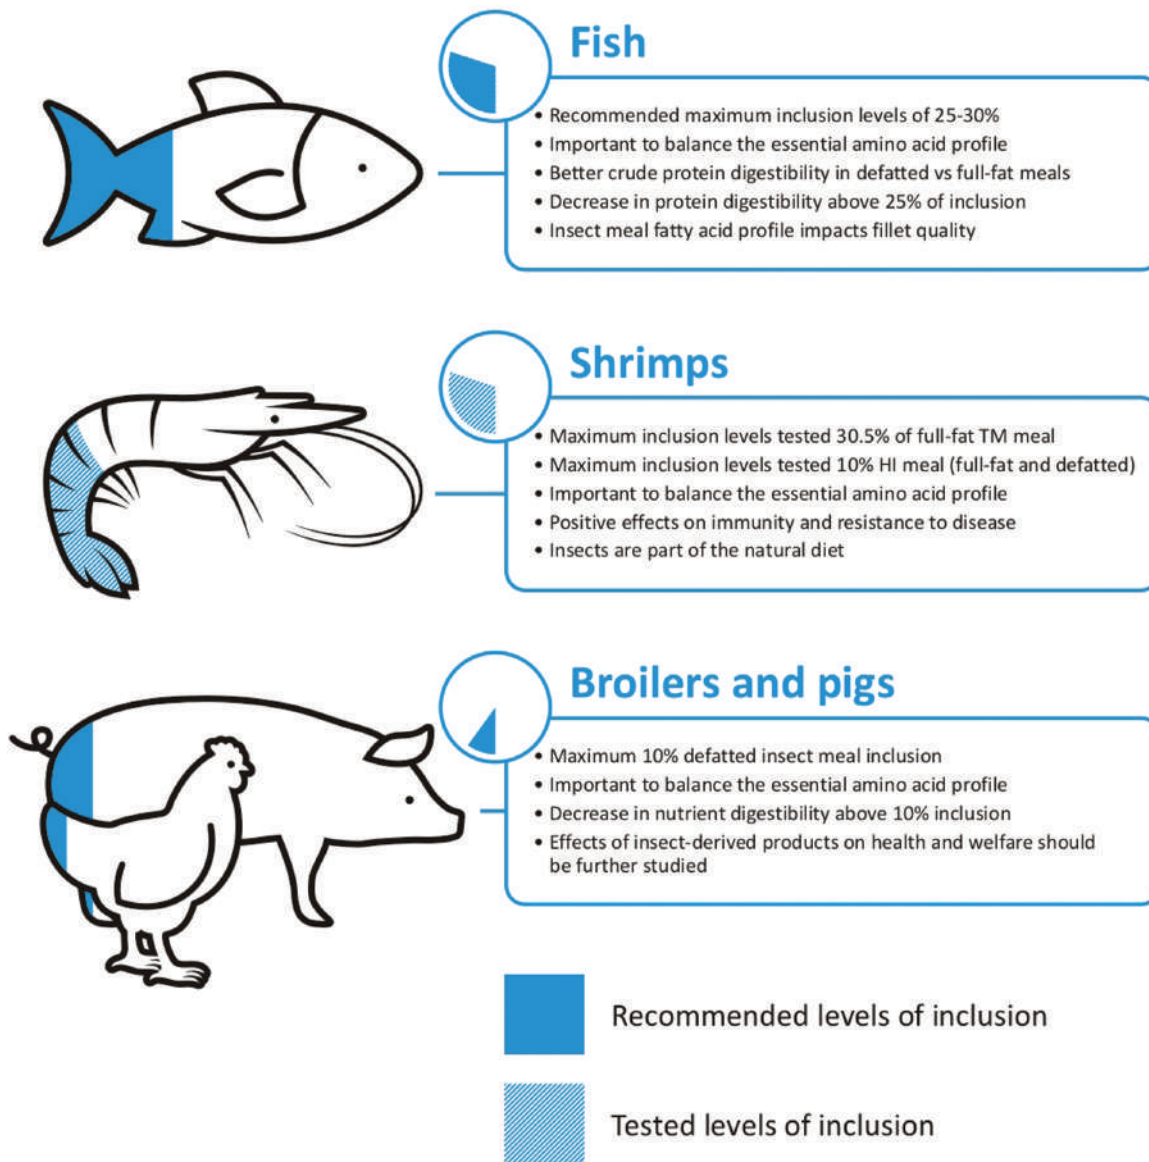 Fish
• Recommended maximum inclusion levels of 25-30%
• Important to balance the essential amino acid profile
• Better crude protein digestibility in defatted vs full-fat meals
• Decrease in protein digestibility above 25% of inclusion
• Insect meal fatty acid profile impacts fillet quality
Shrimps
• Maximum inclusion levels tested 30.5% of full-fat TM meal
• Maximum inclusion levels tested 10% HI meal (full-fat and defatted)
• Important to balance the essential amino acid profile
• Positive effects on immunity and resistance to disease
• Insects are part of the natural diet
Broilers and pigs
• Maximum 10% defatted insect meal inclusion
• Important to balance the essential amino acid profile
• Decrease in nutrient digestibility above 10% inclusion
• Effects of insect-derived products on health and welfare should
be further studied
Recommended levels of inclusion
Tested levels of inclusion